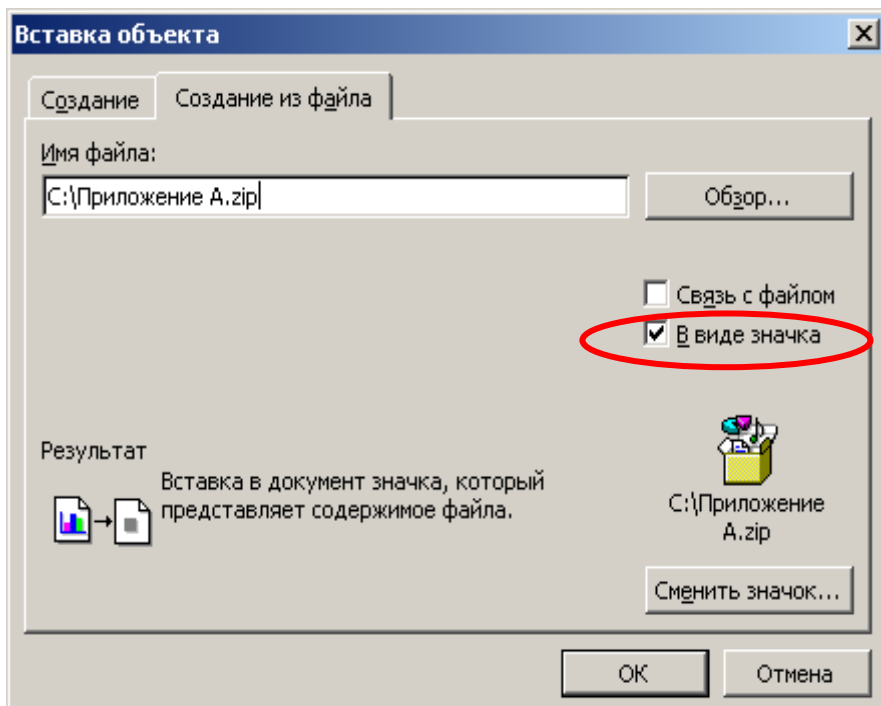 Вставка объекта
Создание
Создание из файла
Имя файла:
C:\Приложение A.zip
Обзор...
Связь с файлом
В виде значка
Результат
Вставка в документ значка, который
представляет содержимое файла.
C:\Приложение
A.zip
Сменить значок...
OK
Отмена